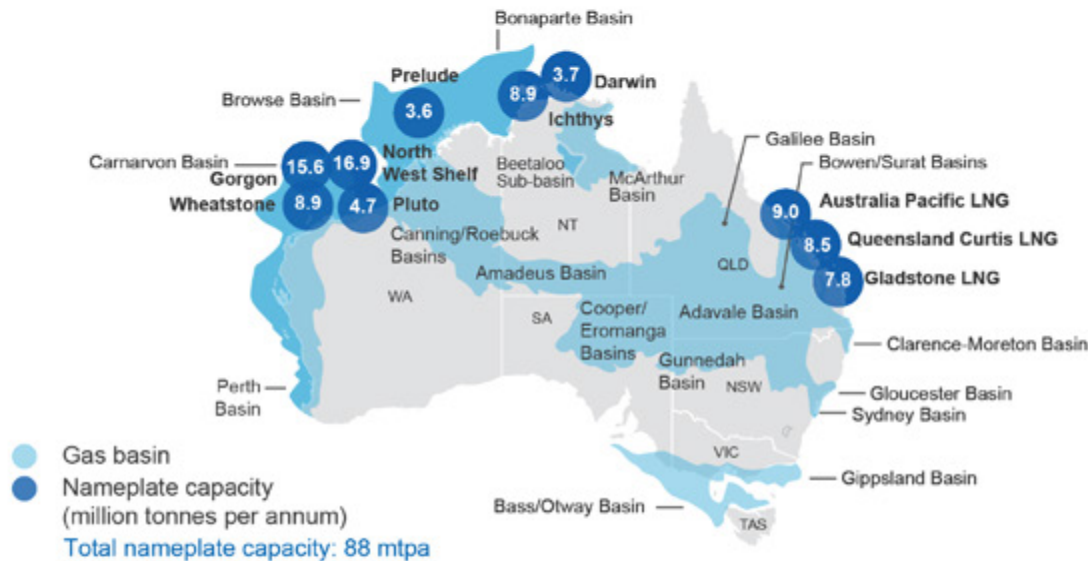 Bonaparte Basin
Prelude
3.6
8.9
3.7
Darwin
Ichthys
Browse Basin
Galilee Basin
Carnarvon Basin
15.6
16.9
North
West Shelf
Gorgon
Beetaloo
Sub-basin
McArthur
Basin
Bowen/Surat Basins
Wheatstone
8.9
4.7
Pluto
9.0
Australia Pacific LNG
Canning/Roebuck
Basins
NT
8.5
Queensland Curtis LNG
Amadeus Basin
QLD
7.8
Gladstone LNG
WA
SA
Cooper/
Eromanga
Basins
Adavale Basin
Clarence-Moreton Basin
Gunnedah
Basin
NSW
Perth
Basin
Gloucester Basin
Sydney Basin
VIC
Gippsland Basin
Bass/Otway Basin
TAS
Gas basin
Nameplate capacity
(million tonnes per annum)
Total nameplate capacity: 88 mtpa